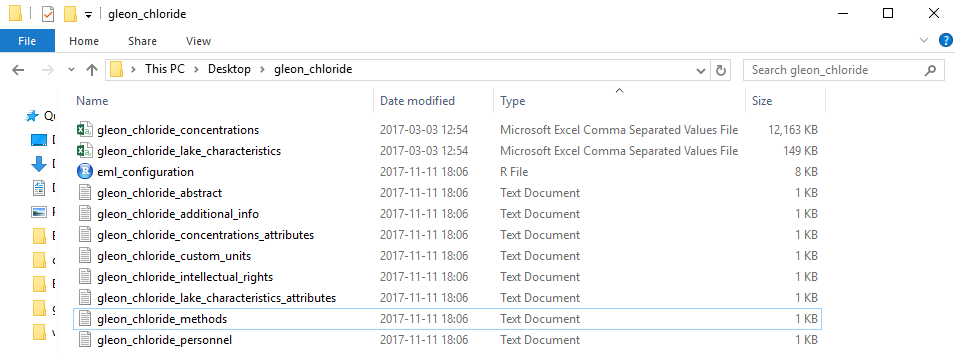 gleon_chloride
File Home Share View
This PC Desktop gleon_chloride Search gleon_chloride
Name Date modified Type Size
gleon_chloride_concentrations 2017-03-03 12:54 Microsoft Excel Comma Separated Values File 12,163 KB
gleon_chloride_lake_characteristics 2017-03-03 12:54 Microsoft Excel Comma Separated Values File 149 KB
eml_configuration 2017-11-11 18:06 R File 8 KB
gleon_chloride_abstract 2017-11-11 18:06 Text Document 1 KB
gleon_chloride_additional_info 2017-11-11 18:06 Text Document 1 KB
gleon_chloride_concentrations_attributes 2017-11-11 18:06 Text Document 1 KB
gleon_chloride_custom_units 2017-11-11 18:06 Text Document 1 KB
gleon_chloride_intellectual_rights 2017-11-11 18:06 Text Document 1 KB
gleon_chloride_lake_characteristics_attributes 2017-11-11 18:06 Text Document 1 KB
gleon_chloride_methods 2017-11-11 18:06 Text Document 1 KB
gleon_chloride_personnel 2017-11-11 18:06 Text Document 1 KB